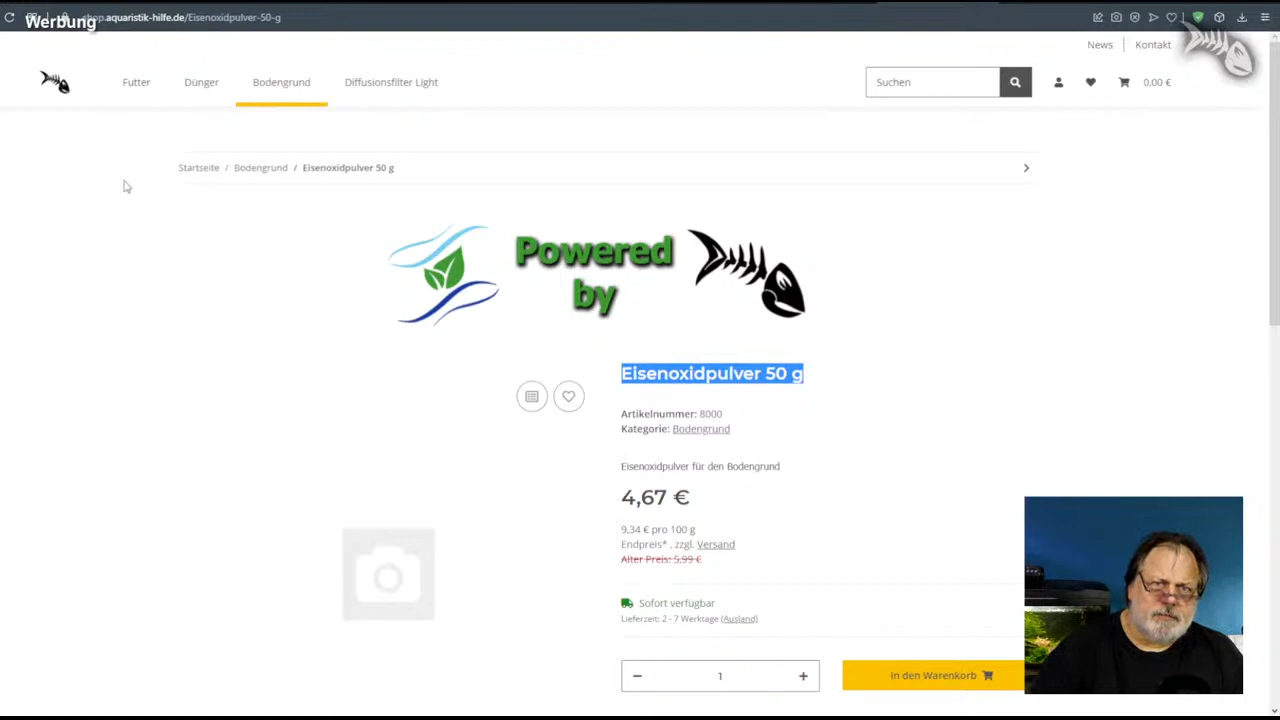 Werbung
shop.aquaristik-hilfe.de/Eisenoxidpulver-50-g
News
Kontakt
Futter
Dünger
Bodengrund
Diffusionsfilter Light
Suchen
0,00 €
Startseite / Bodengrund / Eisenoxidpulver 50 g
Powered
by
Eisenoxidpulver 50 g
Artikelnummer: 8000
Kategorie: Bodengrund
Eisenoxidpulver für den Bodengrund
4,67 €
9,34 € pro 100 g
Endpreis* , zzgl. Versand
Alter Preis: 5,99 €
Sofort verfügbar
Lieferzeit: 2 - 7 Werktage (Ausland)
− 1 +
In den Warenkorb